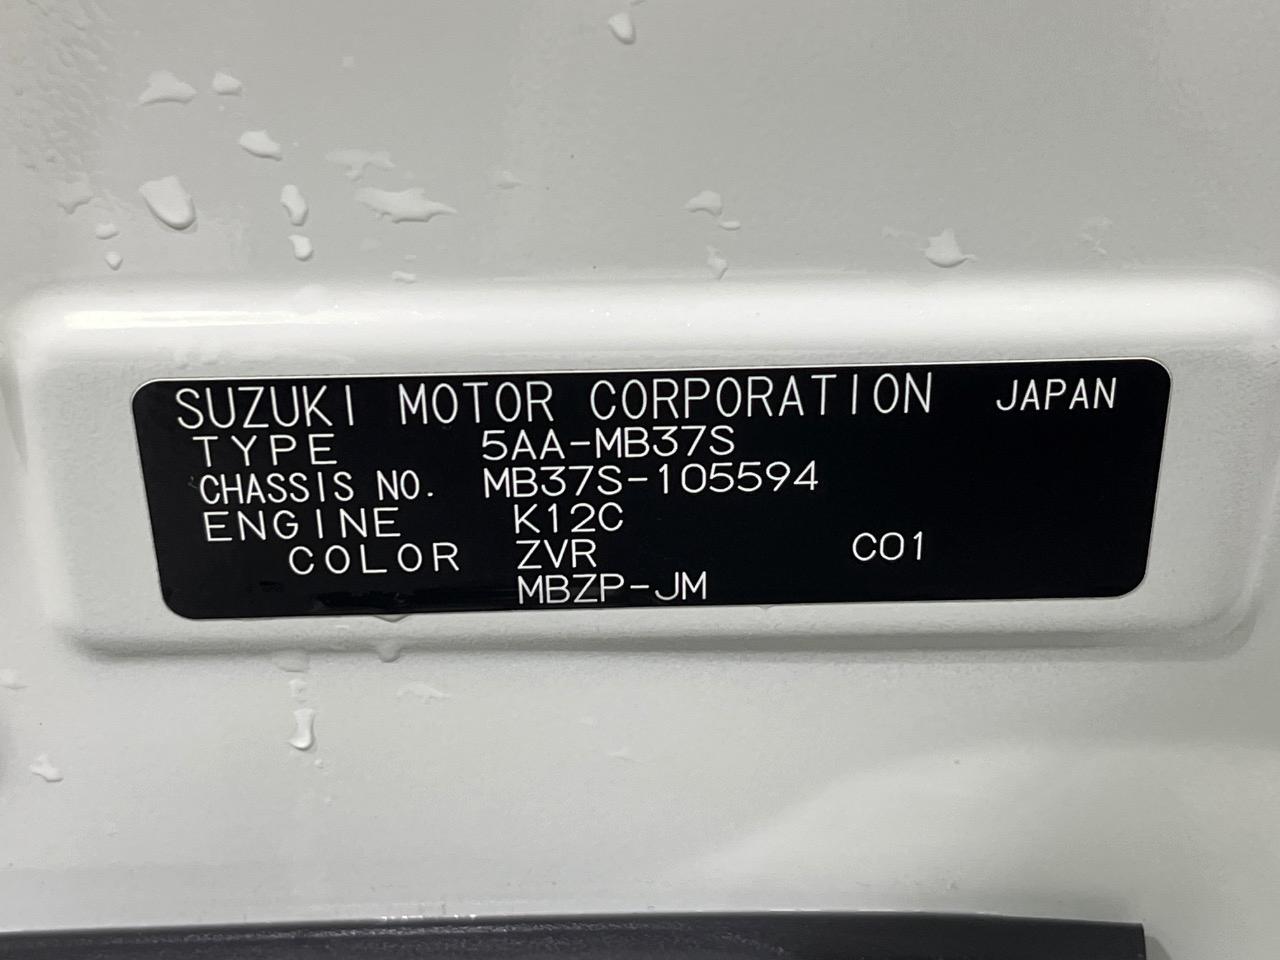 SUZUKI MOTOR CORPORATION JAPAN
TYPE 5AA-MB37S
CHASSIS NO. MB37S-105594
ENGINE K12C
COLOR ZVR C01
MBZP-JM